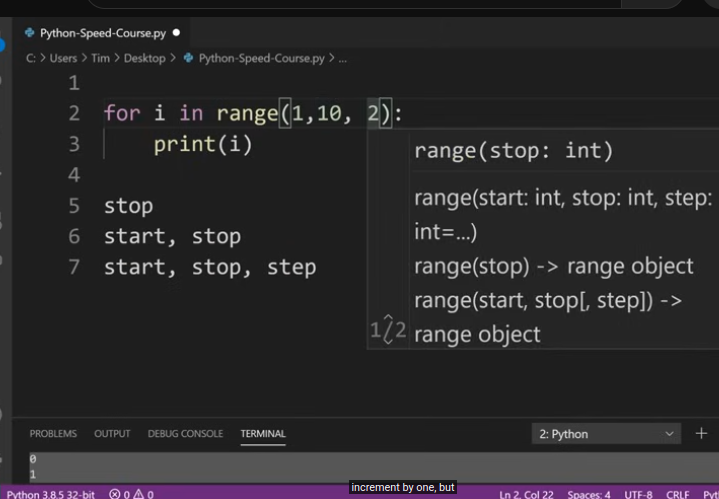 Python-Speed-Course.py ●
C: > Users > Tim > Desktop > Python-Speed-Course.py > ...
1
2 for i in range(1,10, 2):
3 print(i)
4
5 stop
6 start, stop
7 start, stop, step
range(stop: int)
range(start: int, stop: int, step:
int=...)
range(stop) -> range object
range(start, stop[, step]) ->
1/2 range object
PROBLEMS OUTPUT DEBUG CONSOLE TERMINAL 2: Python
0
1
increment by one, but
Python 3.8.5 32-bit 0 0 Ln 2, Col 22 Spaces: 4 UTF-8 CRLF